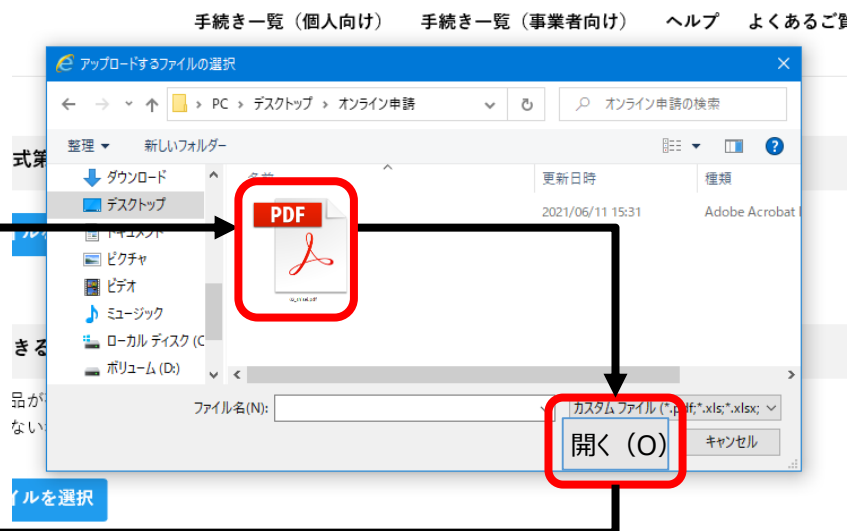 手続き一覧（個人向け） 手続き一覧（事業者向け） ヘルプ よくあるご質
アップロードするファイルの選択
PC › デスクトップ › オンライン申請 オンライン申請の検索
整理 新しいフォルダー
式第
ダウンロード
更新日時 種類
デスクトップ
PDF
2021/06/11 15:31 Adobe Acrobat
ピクチャ
ビデオ
ミュージック
ローカル ディスク (C
きる
ボリューム (D:)
品が
ファイル名(N): カスタム ファイル (*.pdf;*.xls;*.xlsx;
ない
開く（O） キャンセル
イルを選択